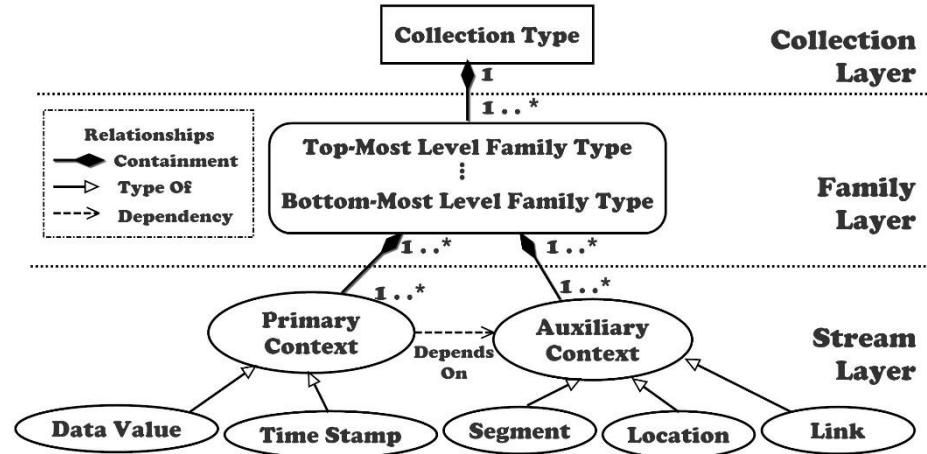 Collection Type
Collection
Layer
1
1..*
Relationships
Containment
Type Of
Dependency
Top-Most Level Family Type
⋮
Bottom-Most Level Family Type
Family
Layer
1..*
1..*
1..*
1..*
Primary
Context
Depends
On
Auxiliary
Context
Stream
Layer
Data Value
Time Stamp
Segment
Location
Link